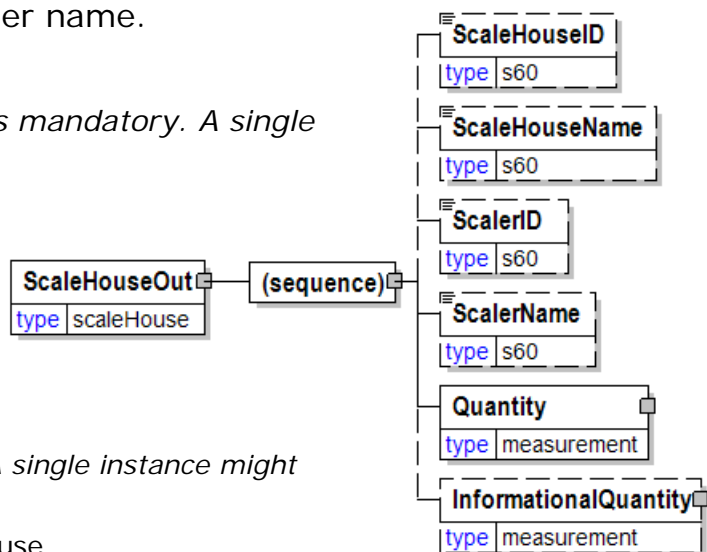 er name.
s mandatory. A single
single instance might
use
ScaleHouseOut
type scaleHouse
(sequence)
ScaleHouseID
type s60
ScaleHouseName
type s60
ScalerID
type s60
ScalerName
type s60
Quantity
type measurement
InformationalQuantity
type measurement